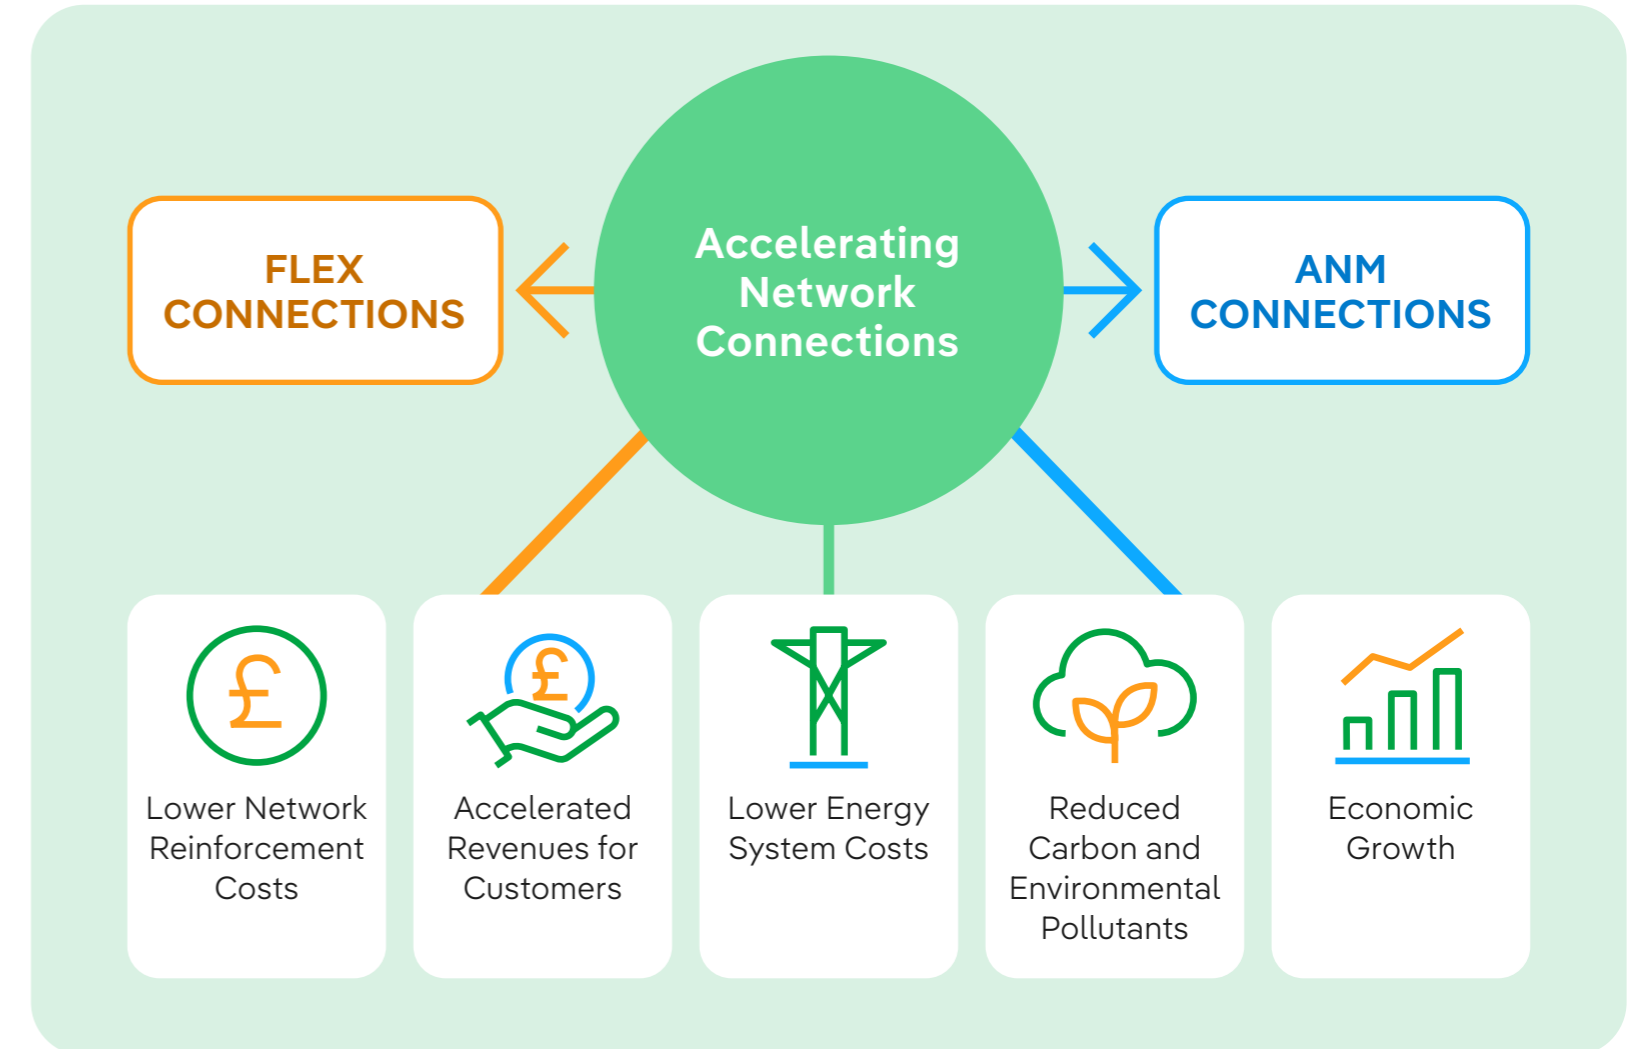 Accelerating
Network
Connections
FLEX
CONNECTIONS
ANM
CONNECTIONS
£
Lower Network
Reinforcement
Costs
£
Accelerated
Revenues for
Customers
Lower Energy
System Costs
Reduced
Carbon and
Environmental
Pollutants
Economic
Growth